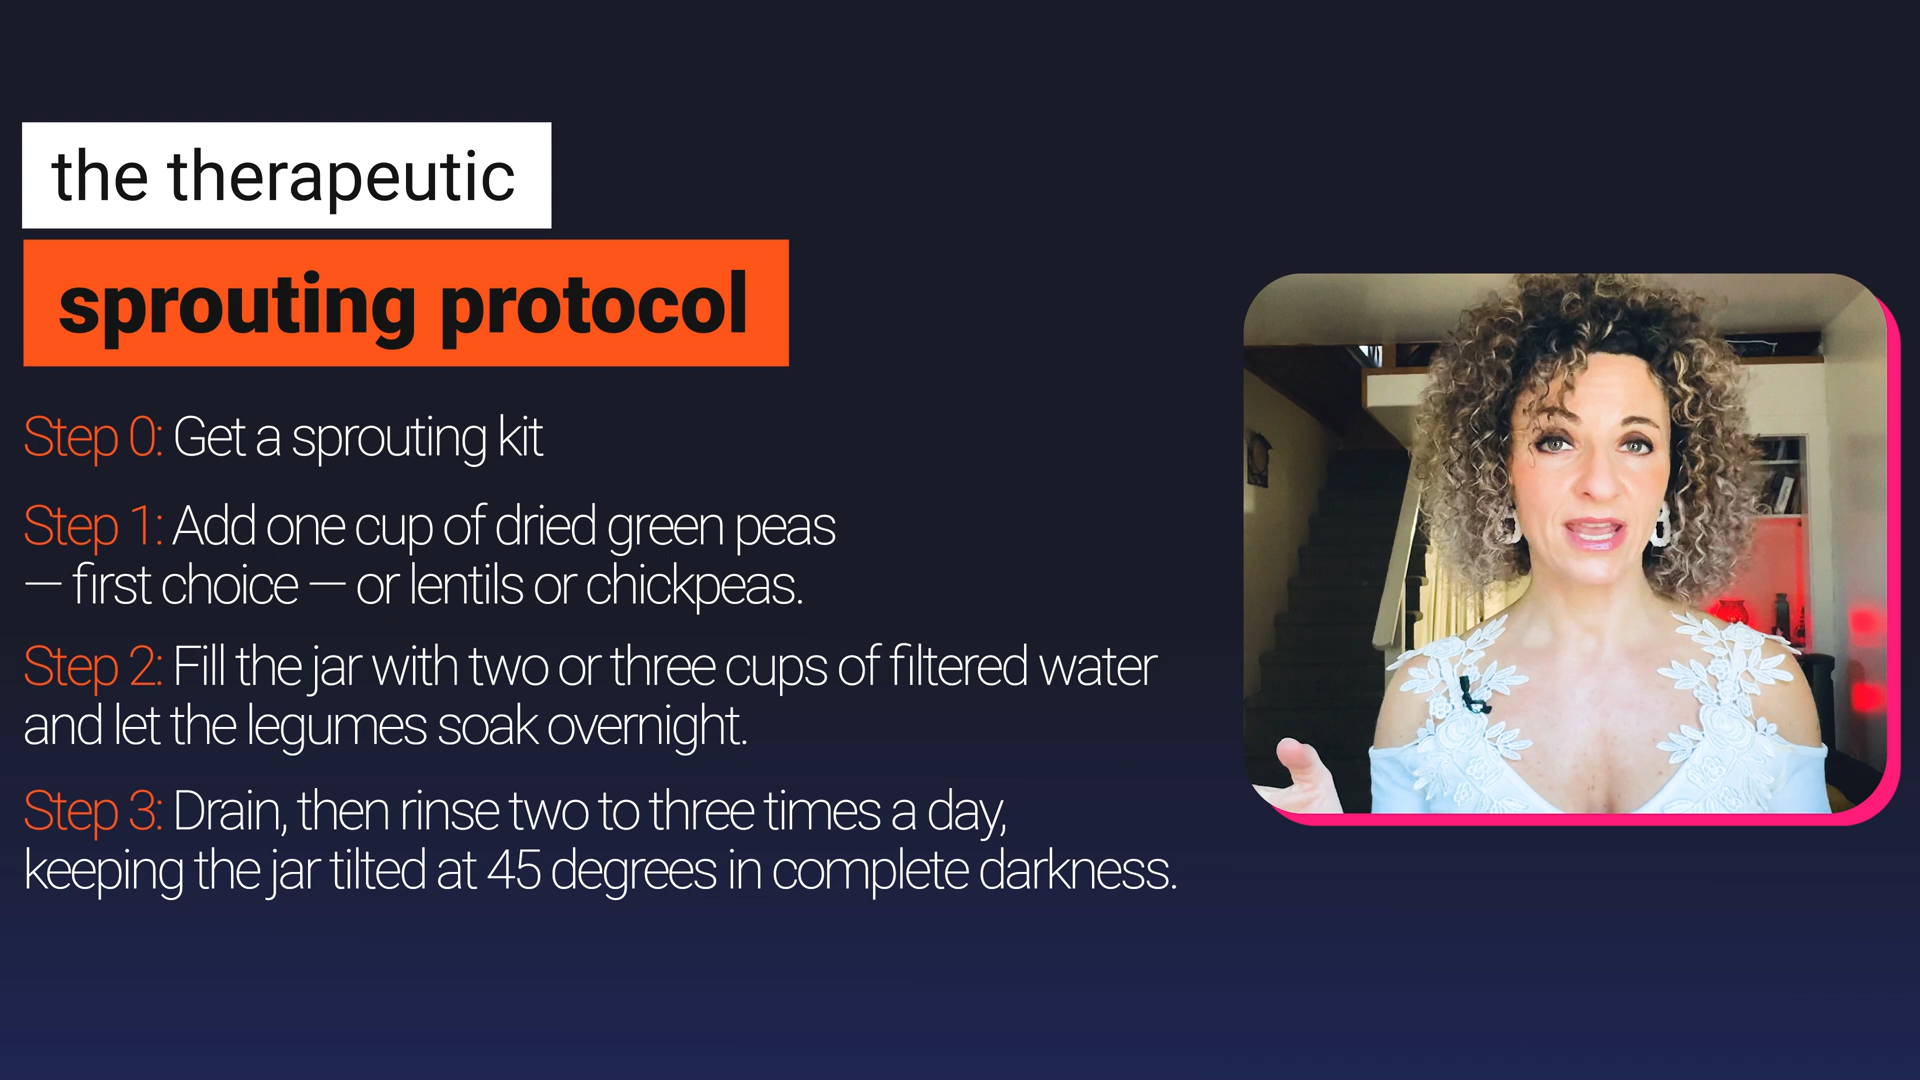 the therapeutic
sprouting protocol
Step 0: Get a sprouting kit
Step 1: Add one cup of dried green peas
— first choice — or lentils or chickpeas.
Step 2: Fill the jar with two or three cups of filtered water
and let the legumes soak overnight.
Step 3: Drain, then rinse two to three times a day,
keeping the jar tilted at 45 degrees in complete darkness.